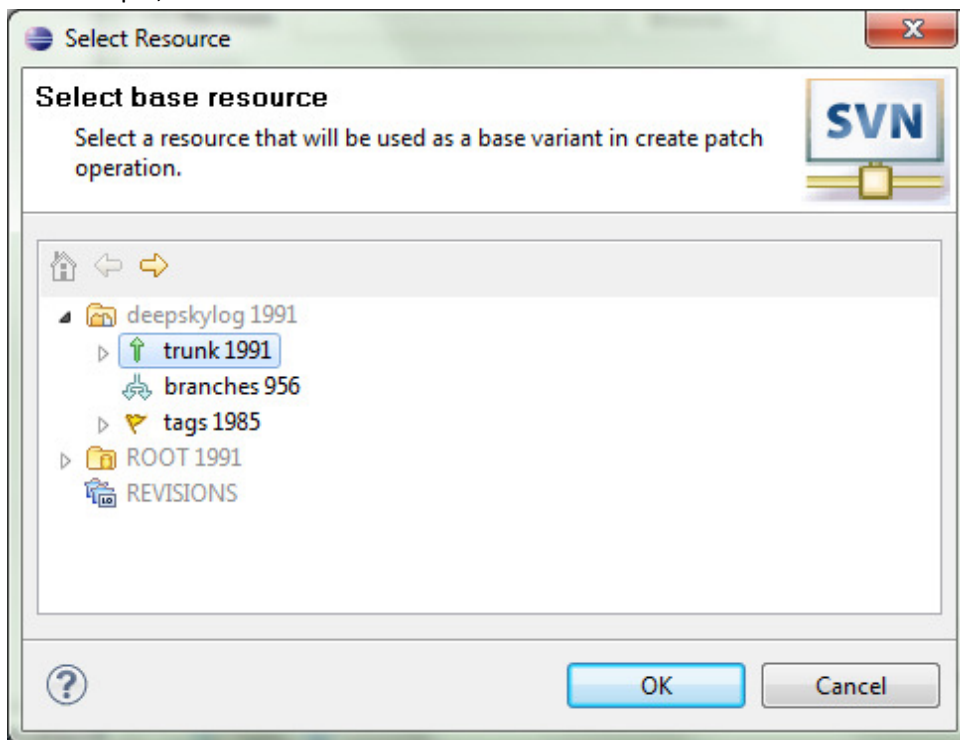 Select Resource
Select base resource
Select a resource that will be used as a base variant in create patch
operation.
SVN
deepskylog 1991
trunk 1991
branches 956
tags 1985
ROOT 1991
REVISIONS
OK
Cancel